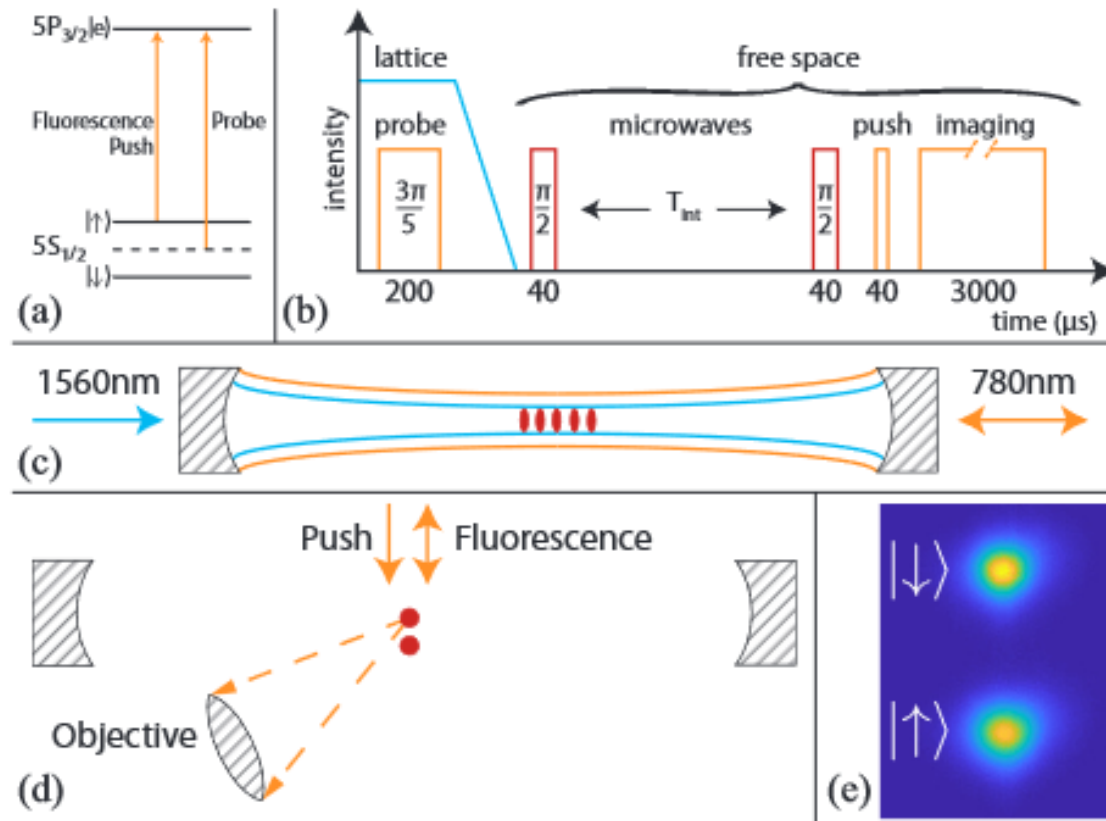 5P3/2|e⟩
Fluorescence
Push
Probe
|↑⟩
5S1/2
|↓⟩
(a)
intensity
lattice
free space
probe
microwaves
push
imaging
3π/5
π/2
T_Int
π/2
200
40
40
40
3000
time (μs)
(b)
1560nm
780nm
(c)
Push
Fluorescence
Objective
(d)
|↓⟩
|↑⟩
(e)